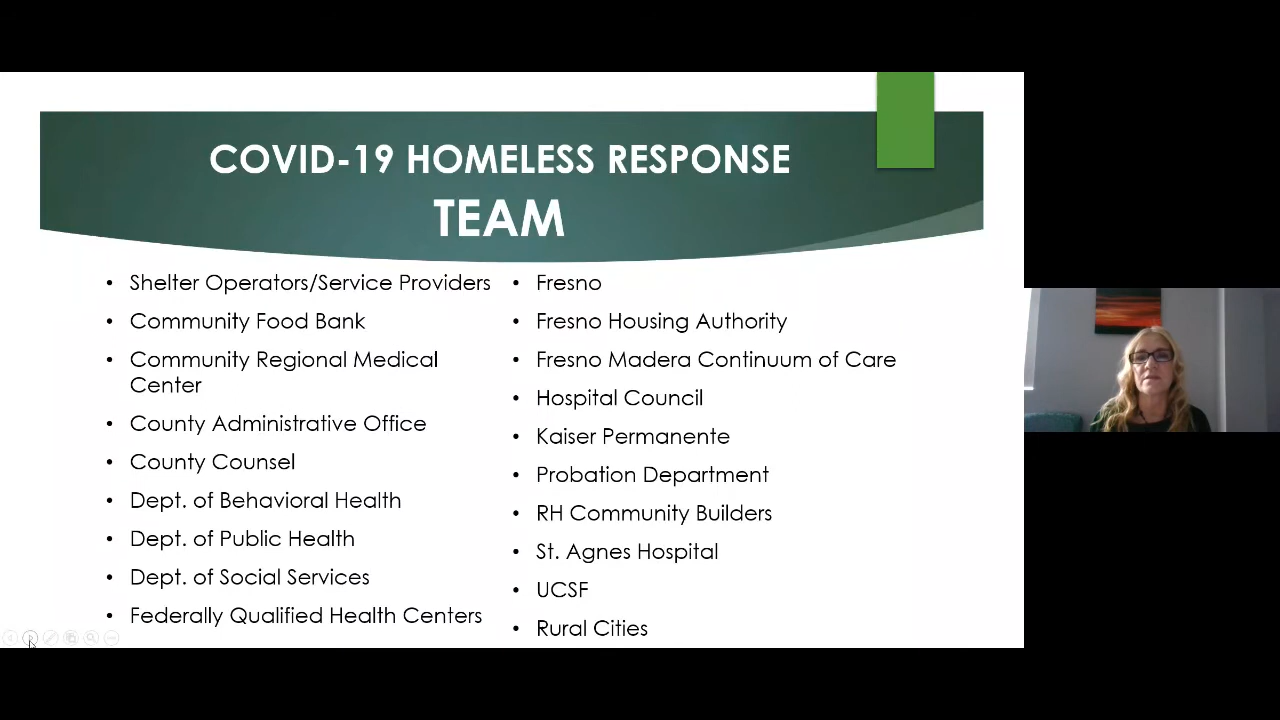 COVID-19 HOMELESS RESPONSE
TEAM
• Shelter Operators/Service Providers
• Community Food Bank
• Community Regional Medical
Center
• County Administrative Office
• County Counsel
• Dept. of Behavioral Health
• Dept. of Public Health
• Dept. of Social Services
• Federally Qualified Health Centers
• Fresno
• Fresno Housing Authority
• Fresno Madera Continuum of Care
• Hospital Council
• Kaiser Permanente
• Probation Department
• RH Community Builders
• St. Agnes Hospital
• UCSF
• Rural Cities